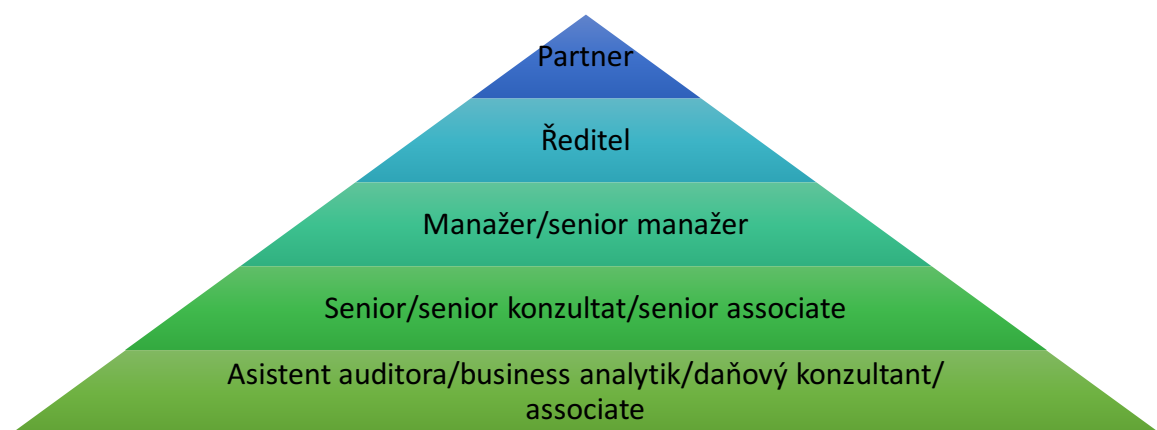 Partner
Ředitel
Manažer/senior manažer
Senior/senior konzultat/senior associate
Asistent auditora/business analytik/daňový konzultant/
associate